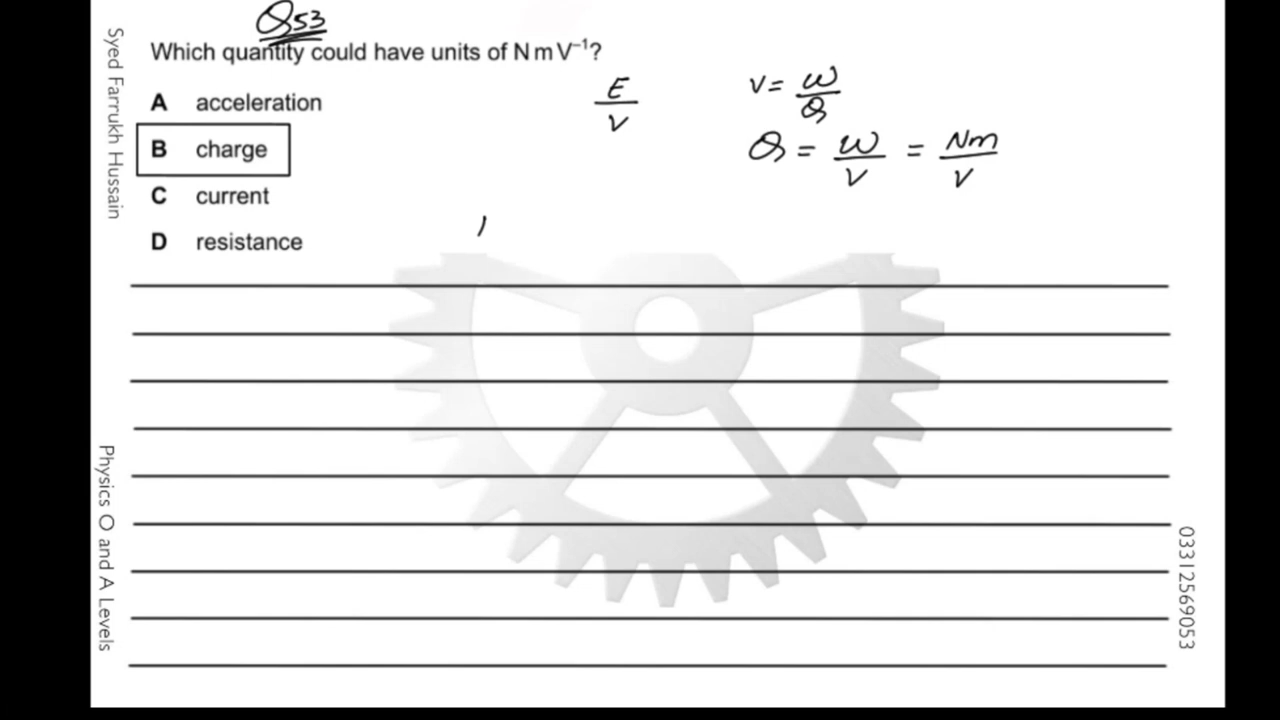 Q53
Which quantity could have units of N m V⁻¹?
A acceleration
B charge
C current
D resistance
E/V
V = W/Q
Q = W/V = Nm/V
Syed Farrukh Hussain
Physics O and A Levels
03312569053